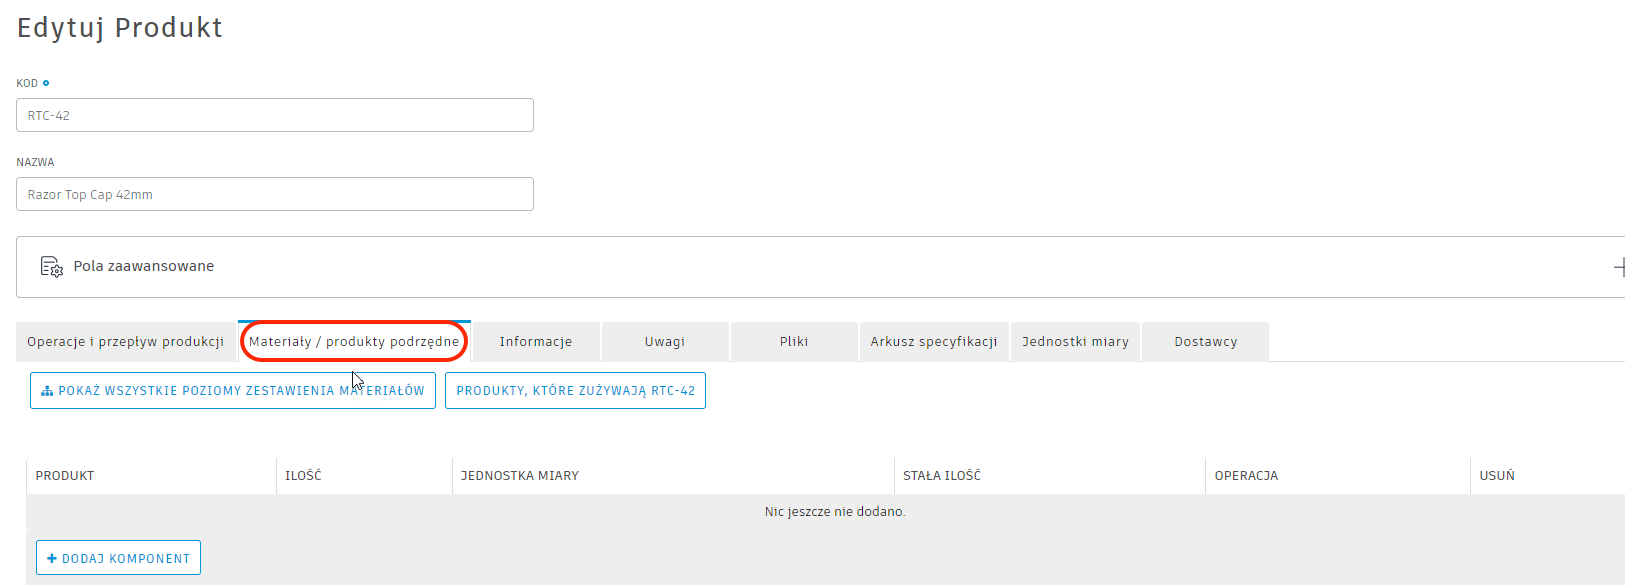 Edytuj Produkt
KOD
RTC-42
NAZWA
Razor Top Cap 42mm
Pola zaawansowane
Operacje i przepływ produkcji Materiały / produkty podrzędne Informacje Uwagi Pliki Arkusz specyfikacji Jednostki miary Dostawcy
POKAŻ WSZYSTKIE POZIOMY ZESTAWIENIA MATERIAŁÓW PRODUKTY, KTÓRE ZUŻYWAJĄ RTC-42
PRODUKT ILOŚĆ JEDNOSTKA MIARY STAŁA ILOŚĆ OPERACJA USUŃ
Nic jeszcze nie dodano.
DODAJ KOMPONENT